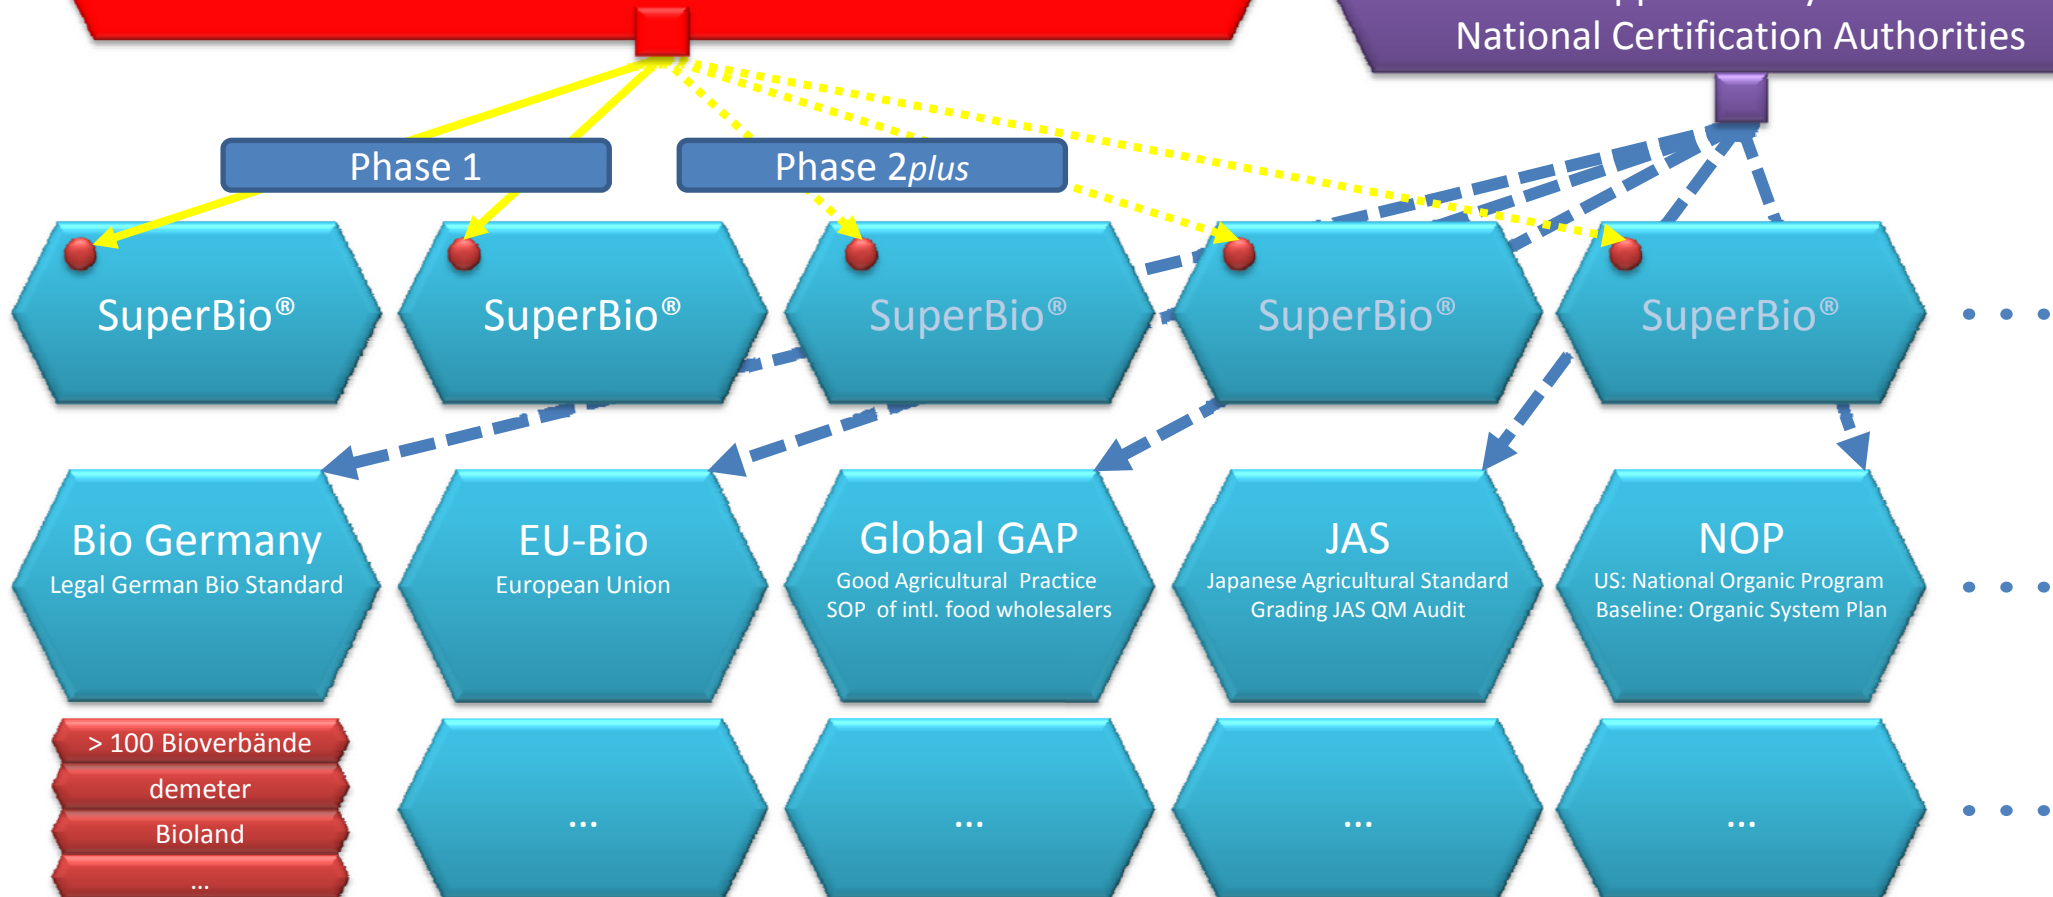 National Certification Authorities
Phase 1
Phase 2plus
SuperBio®
SuperBio®
SuperBio®
SuperBio®
SuperBio®
. . .
Bio Germany
Legal German Bio Standard
EU-Bio
European Union
Global GAP
Good Agricultural Practice
SOP of intl. food wholesalers
JAS
Japanese Agricultural Standard
Grading JAS QM Audit
NOP
US: National Organic Program
Baseline: Organic System Plan
. . .
> 100 Bioverbände
demeter
Bioland
...
...
...
...
...
. . .